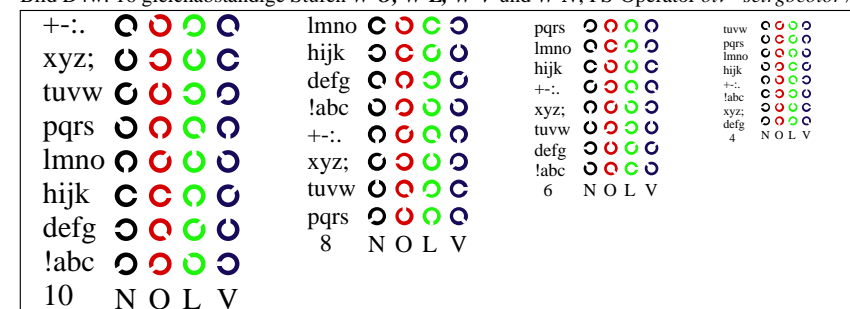 +-:.
xyz;
tuvw
pqrs
lmno
hijk
defg
!abc
10 N O L V
lmno
hijk
defg
!abc
+-:.
xyz;
tuvw
pqrs
8 N O L V
pqrs
lmno
hijk
+-:.
xyz;
tuvw
defg
!abc
6 N O L V
tuvw
pqrs
lmno
hijk
+-:.
!abc
xyz;
defg
4 N O L V